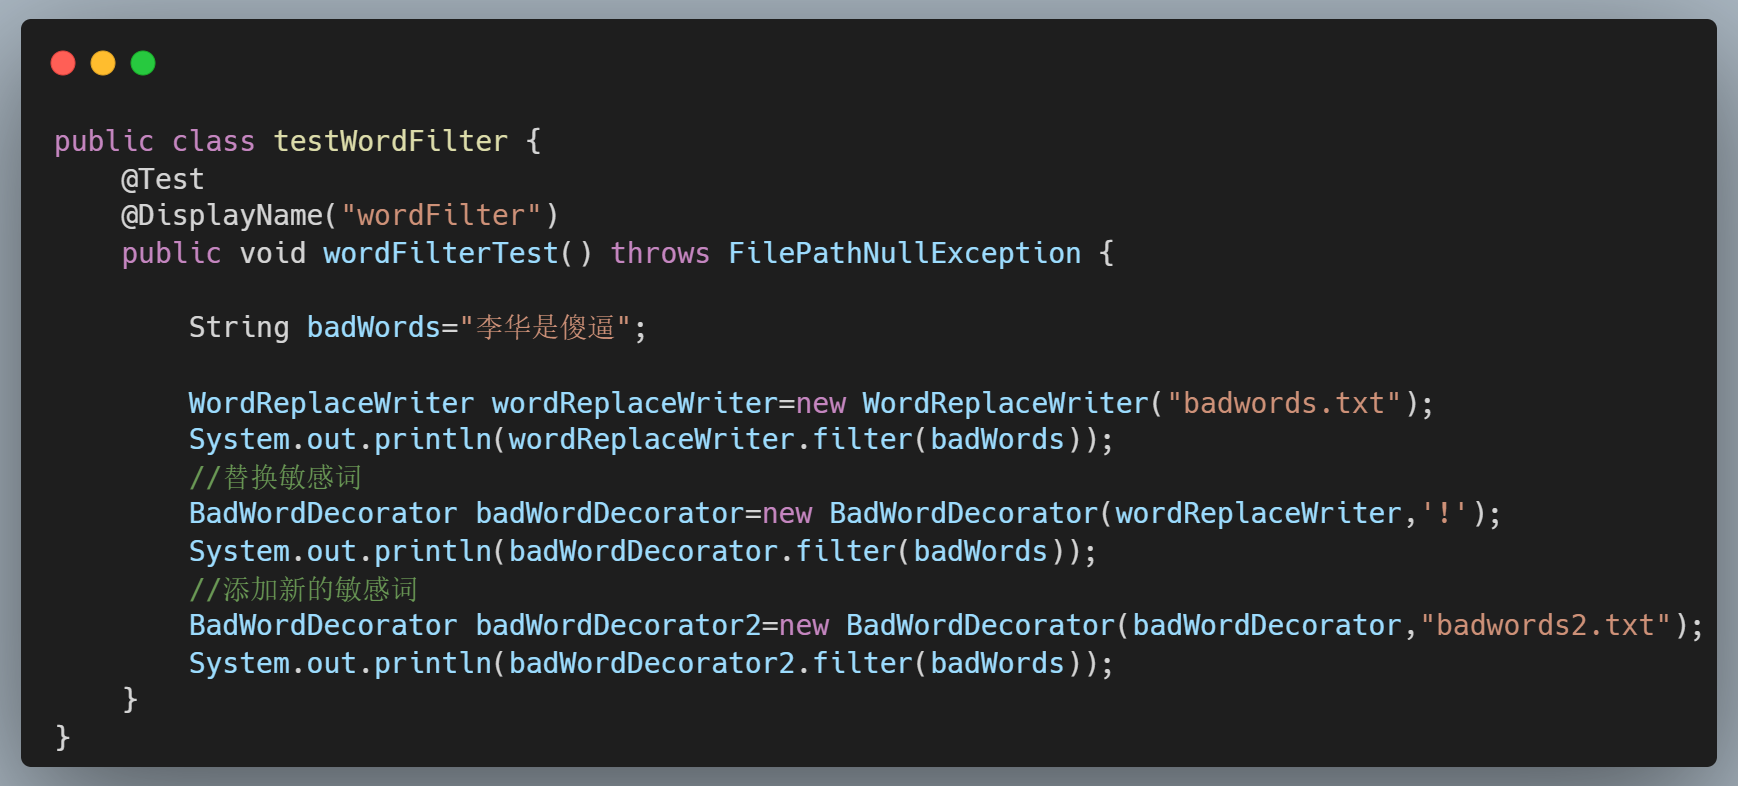 public class testWordFilter {
    @Test
    @DisplayName("wordFilter")
    public void wordFilterTest() throws FilePathNullException {
        String badWords="李华是傻逼";
        WordReplaceWriter wordReplaceWriter=new WordReplaceWriter("badwords.txt");
        System.out.println(wordReplaceWriter.filter(badWords));
        //替换敏感词
        BadWordDecorator badWordDecorator=new BadWordDecorator(wordReplaceWriter,'!');
        System.out.println(badWordDecorator.filter(badWords));
        //添加新的敏感词
        BadWordDecorator badWordDecorator2=new BadWordDecorator(badWordDecorator,"badwords2.txt");
        System.out.println(badWordDecorator2.filter(badWords));
    }
}